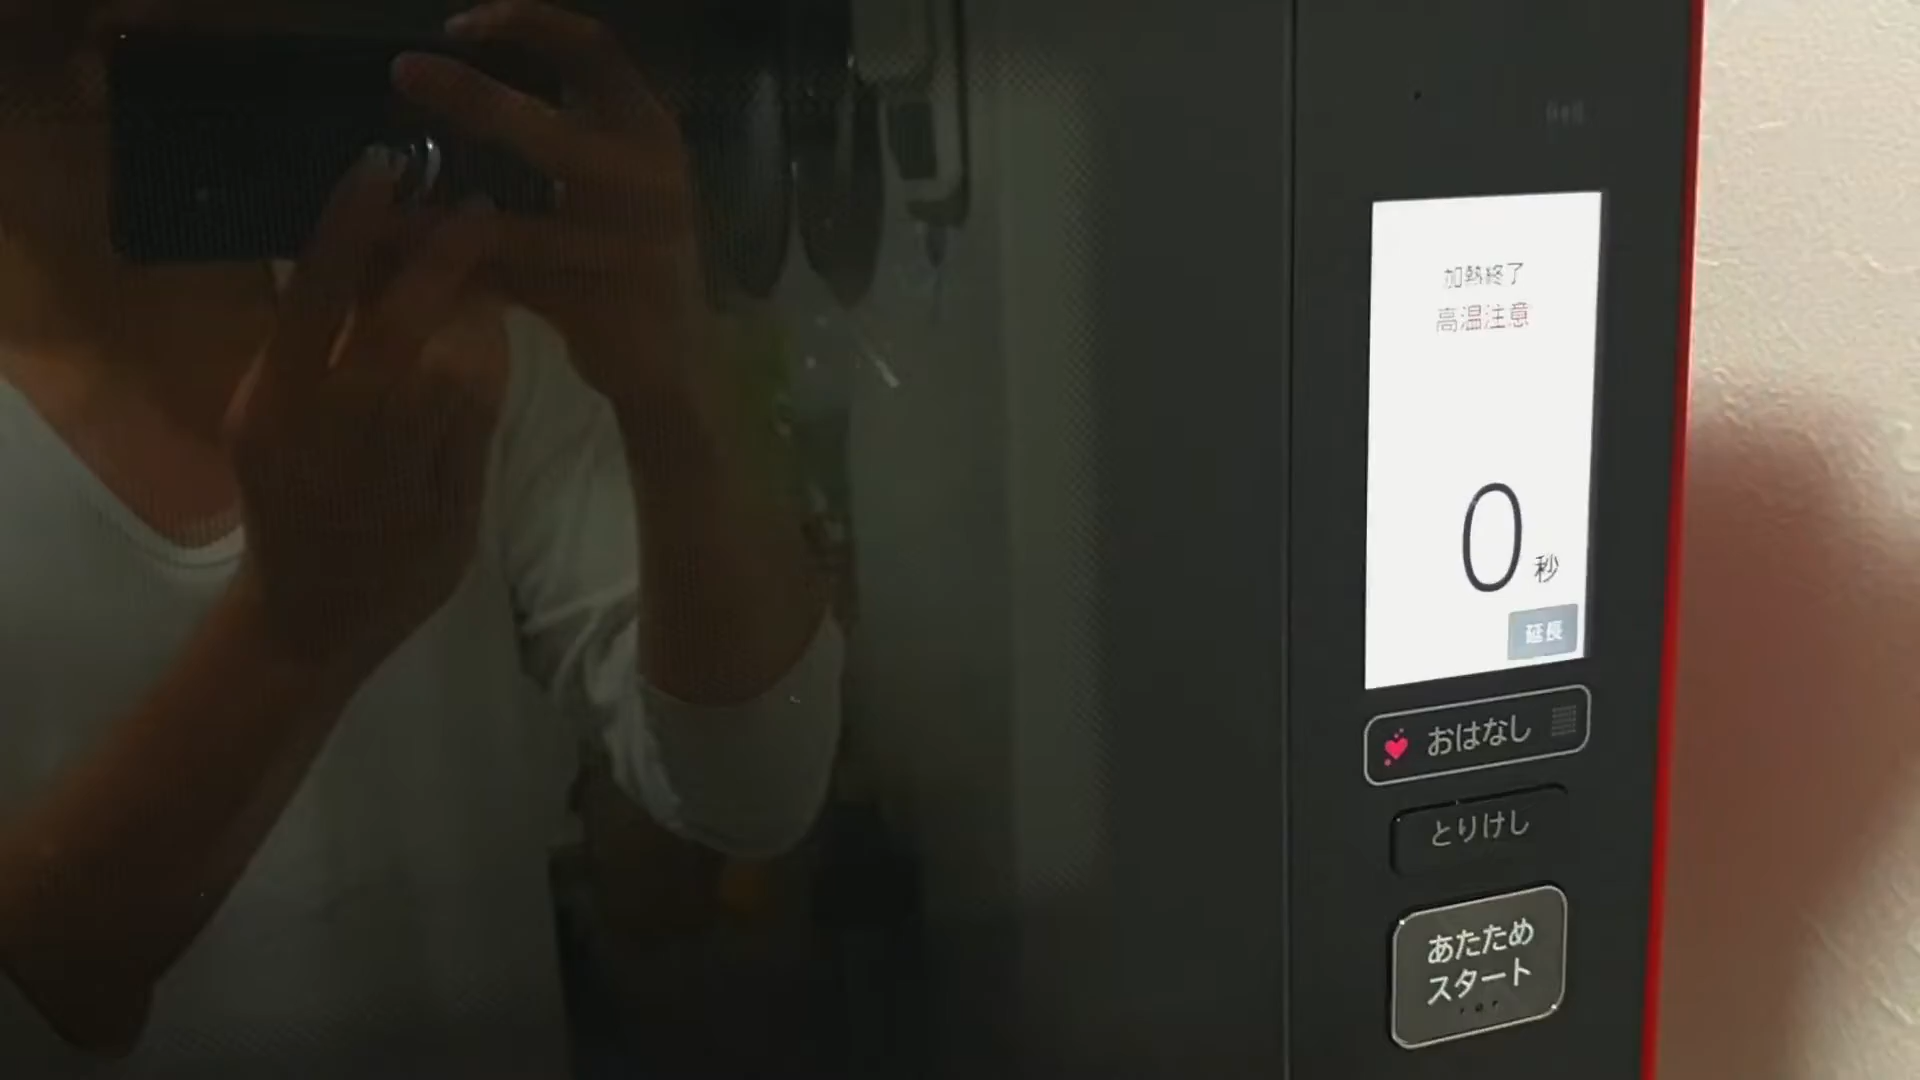 加熱終了
高温注意
0 秒
延長
おはなし
とりけし
あたため
スタート